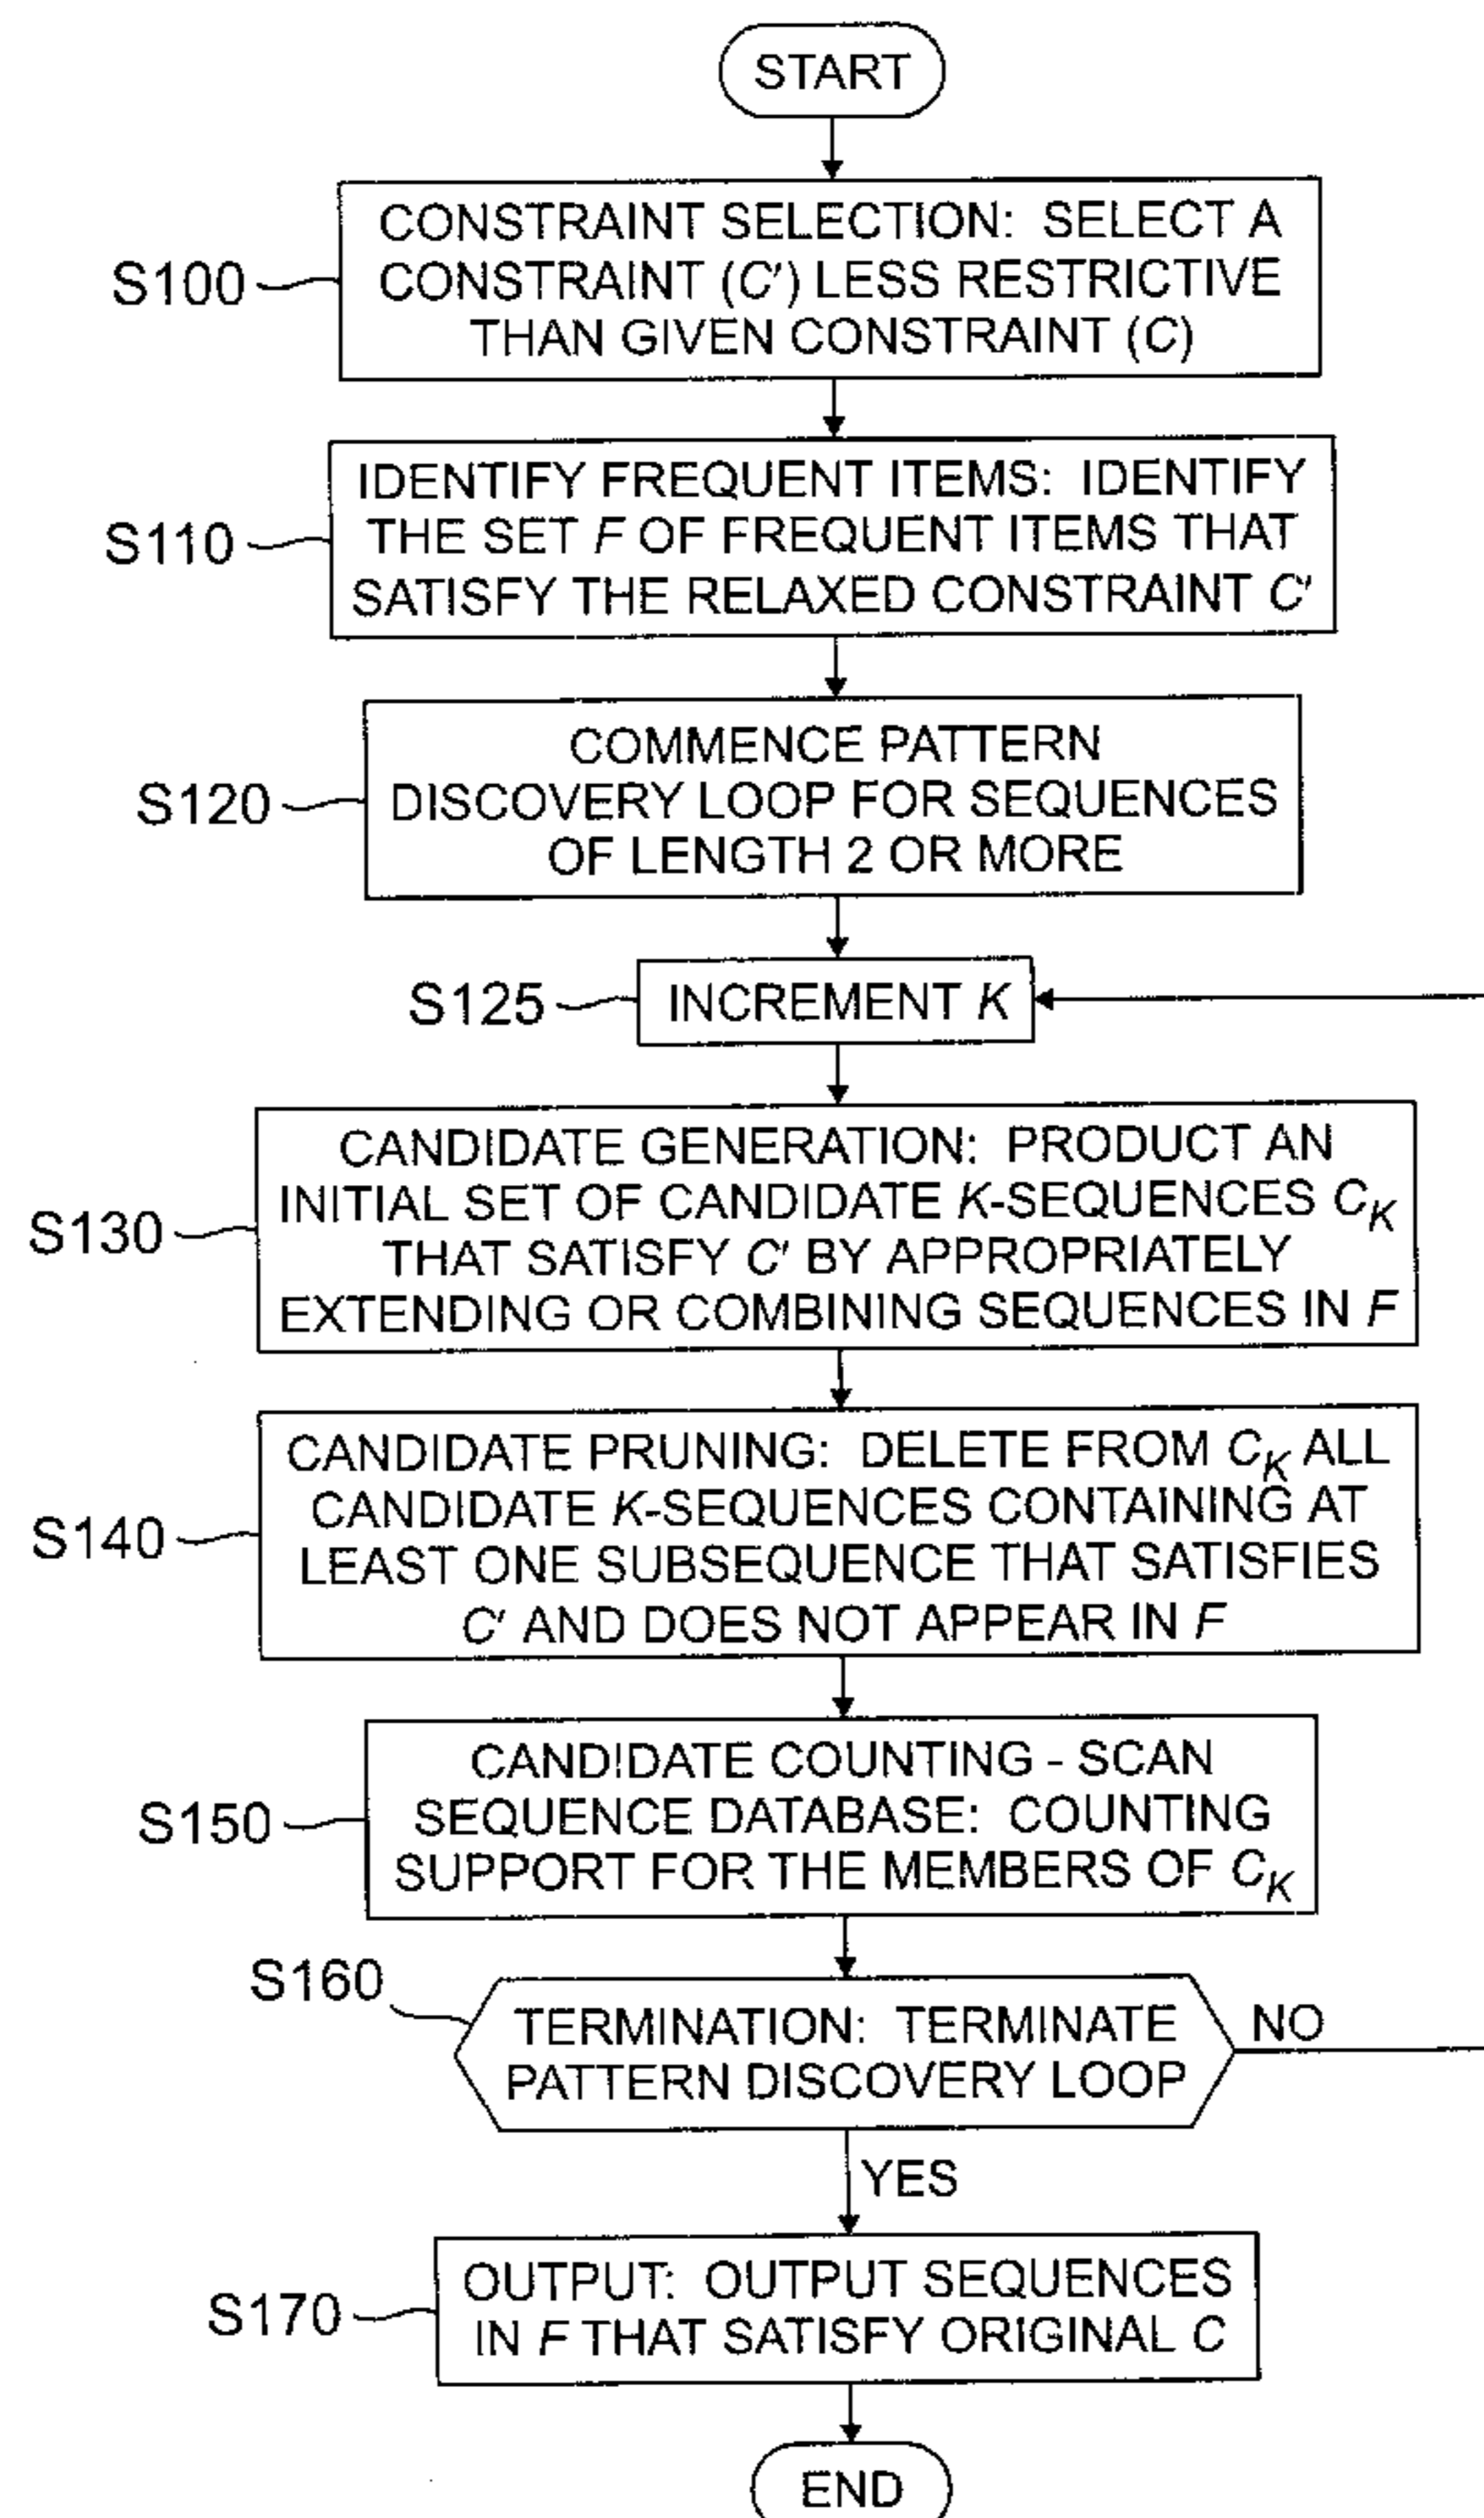 START
CONSTRAINT SELECTION: SELECT A
CONSTRAINT (C') LESS RESTRICTIVE
THAN GIVEN CONSTRAINT (C)
S100
IDENTIFY FREQUENT ITEMS: IDENTIFY
THE SET F OF FREQUENT ITEMS THAT
SATISFY THE RELAXED CONSTRAINT C'
S110
COMMENCE PATTERN
DISCOVERY LOOP FOR SEQUENCES
OF LENGTH 2 OR MORE
S120
S125
INCREMENT K
CANDIDATE GENERATION: PRODUCT AN
INITIAL SET OF CANDIDATE K-SEQUENCES CK
THAT SATISFY C' BY APPROPRIATELY
EXTENDING OR COMBINING SEQUENCES IN F
S130
CANDIDATE PRUNING: DELETE FROM CK ALL
CANDIDATE K-SEQUENCES CONTAINING AT
LEAST ONE SUBSEQUENCE THAT SATISFIES
C' AND DOES NOT APPEAR IN F
S140
CANDIDATE COUNTING - SCAN
SEQUENCE DATABASE: COUNTING
SUPPORT FOR THE MEMBERS OF CK
S150
S160
TERMINATION: TERMINATE
PATTERN DISCOVERY LOOP
NO
YES
OUTPUT: OUTPUT SEQUENCES
IN F THAT SATISFY ORIGINAL C
S170
END